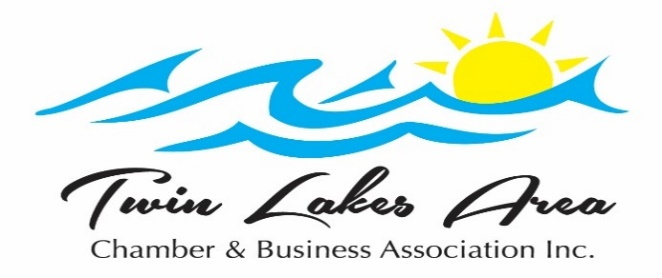 Twin Lakes Area
Chamber & Business Association Inc.